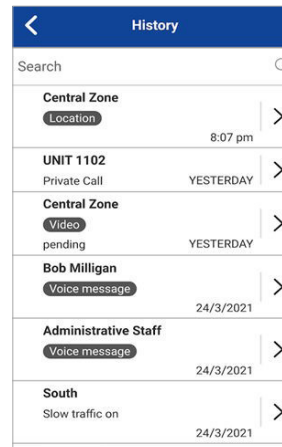 History
Search
Central Zone
Location
8:07 pm
UNIT 1102
Private Call YESTERDAY
Central Zone
Video
pending YESTERDAY
Bob Milligan
Voice message
24/3/2021
Administrative Staff
Voice message
24/3/2021
South
Slow traffic on
24/3/2021